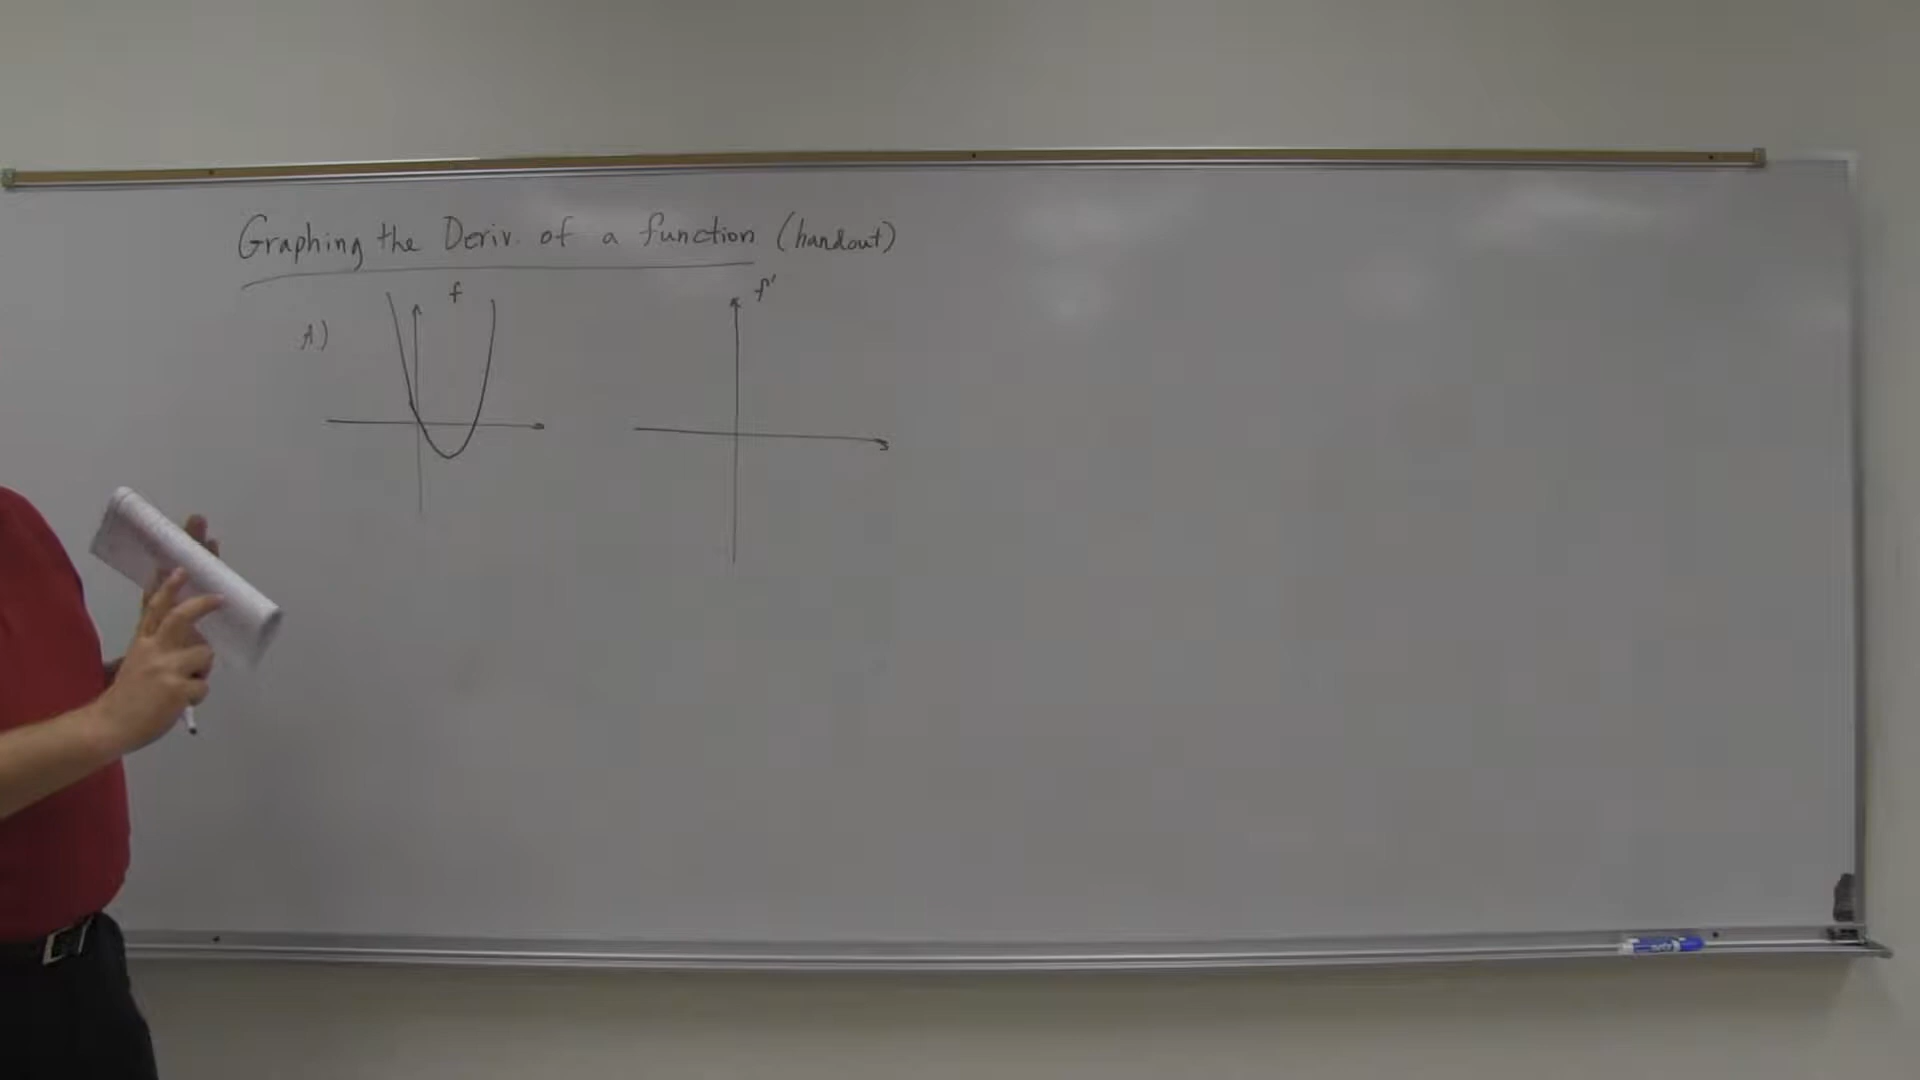 Graphing the Deriv. of a function (handout)
f
f'
A)